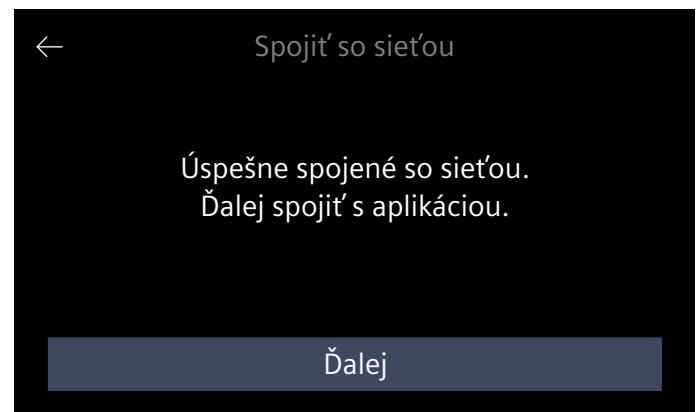 Spojiť so sieťou
Úspešne spojené so sieťou.
Ďalej spojiť s aplikáciou.
Ďalej